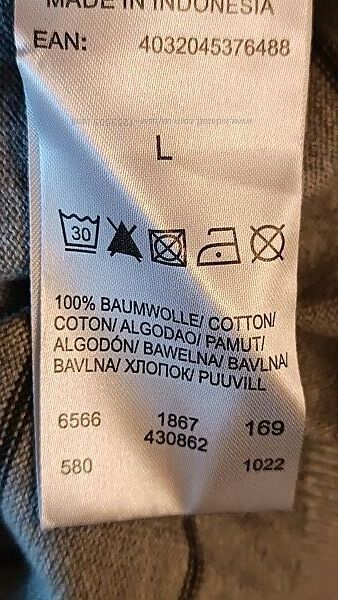 MADE IN INDONESIA
EAN: 4032045376488
L
30
100% BAUMWOLLE/ COTTON/
COTON/ ALGODAO/ PAMUT/
ALGODÓN/ BAWELNA/ BAVLNA/
BAVLNA/ ХЛОПОК/ PUUVILL
6566 1867 169
430862
580 1022